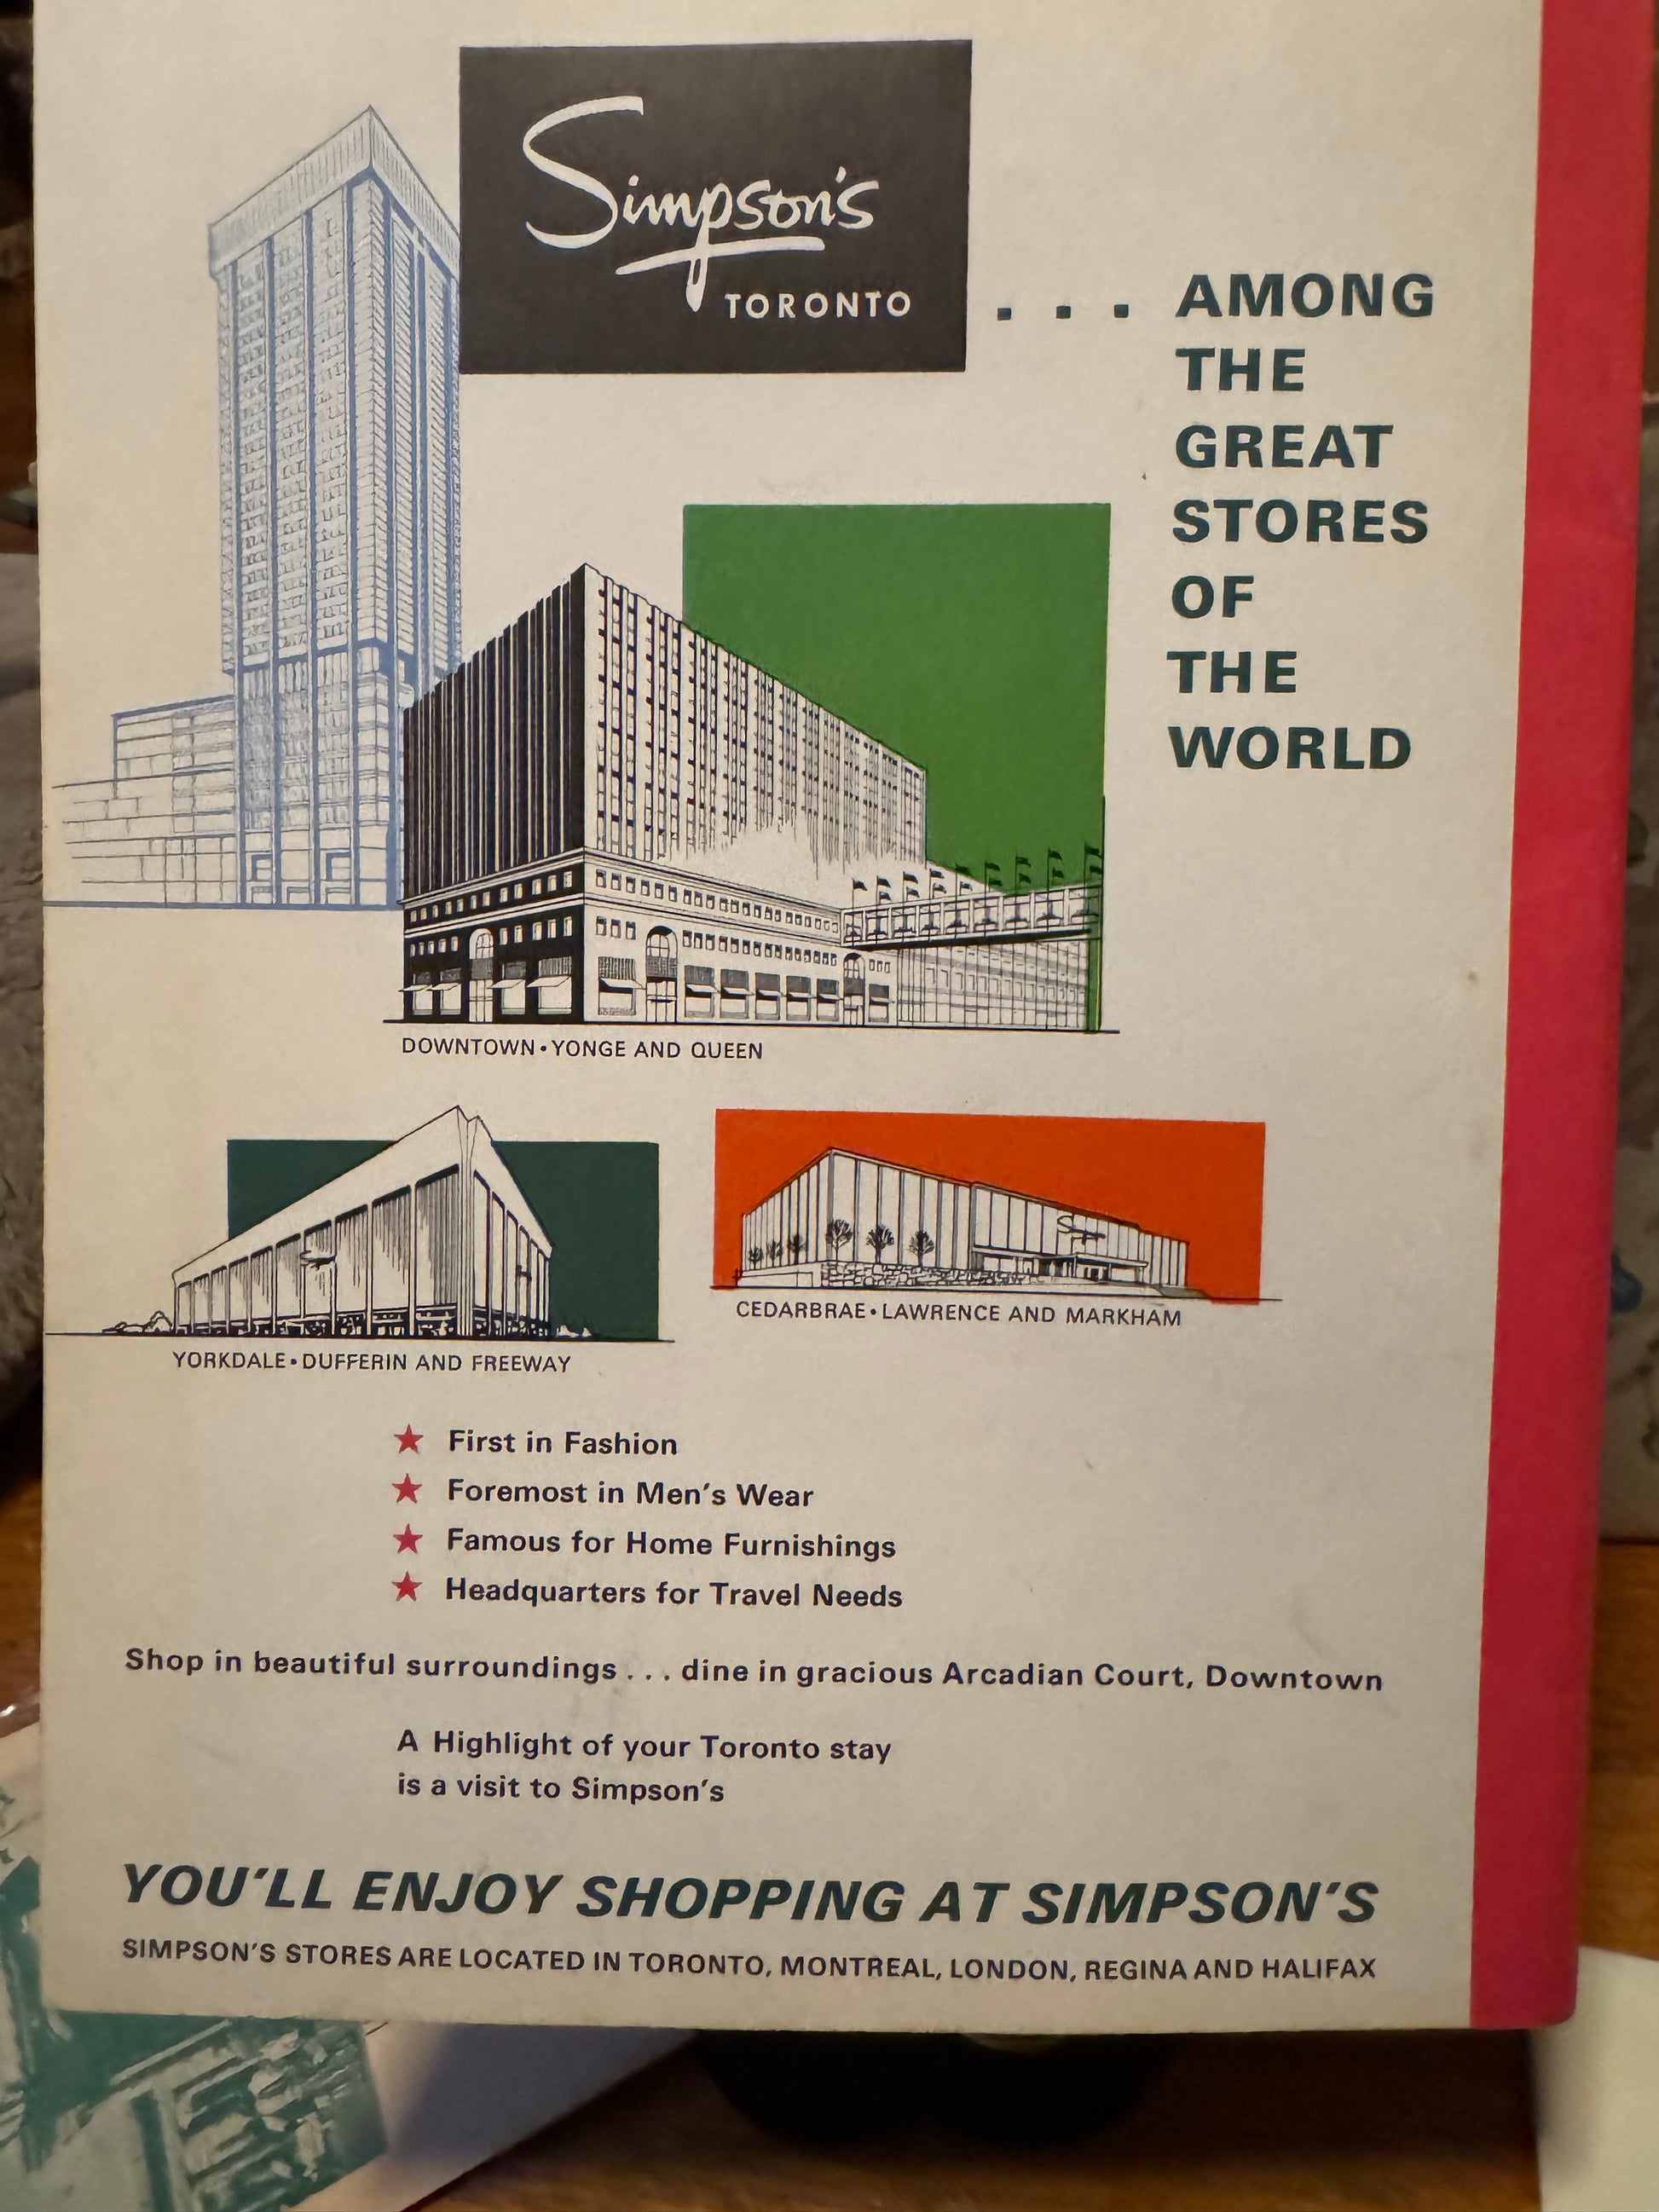 Simpson's
TORONTO
. . . AMONG
THE
GREAT
STORES
OF
THE
WORLD
DOWNTOWN • YONGE AND QUEEN
Simpson's
CEDARBRAE • LAWRENCE AND MARKHAM
YORKDALE • DUFFERIN AND FREEWAY
★ First in Fashion
★ Foremost in Men's Wear
★ Famous for Home Furnishings
★ Headquarters for Travel Needs
Shop in beautiful surroundings . . . dine in gracious Arcadian Court, Downtown
A Highlight of your Toronto stay
is a visit to Simpson's
YOU'LL ENJOY SHOPPING AT SIMPSON'S
SIMPSON'S STORES ARE LOCATED IN TORONTO, MONTREAL, LONDON, REGINA AND HALIFAX